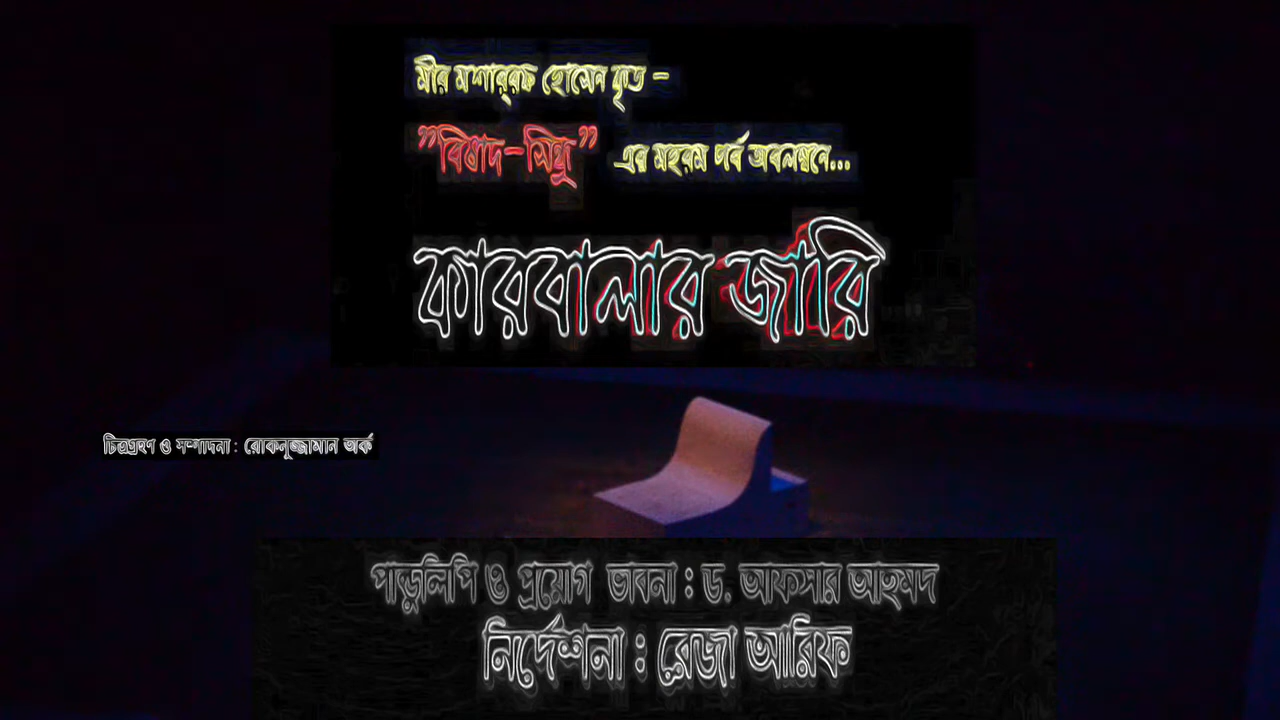 মীর মশার্‌রফ হোসেন কৃত -
"বিষাদ-সিন্ধু" এর মহরম পর্ব অবলম্বনে...
কারবালার জারি
চিত্রগ্রহণ ও সম্পাদনা : রোকনুজ্জামান অর্ক
পান্ডুলিপি ও প্রয়োগ ভাবনা : ড. আফসার আহমদ
নির্দেশনা : রেজা আরিফ